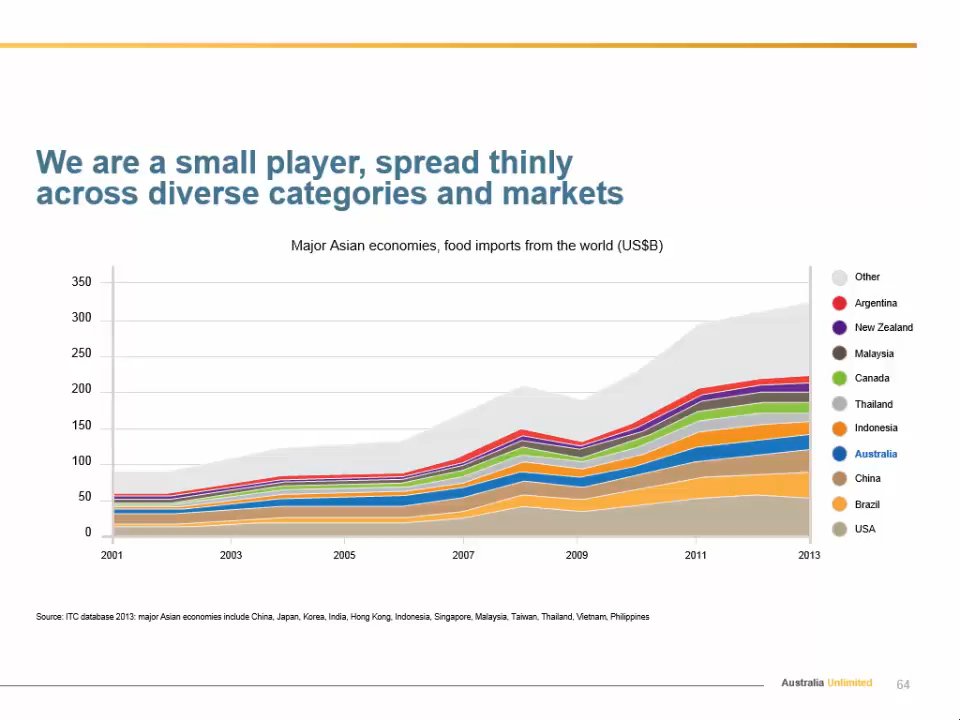 We are a small player, spread thinly
across diverse categories and markets
Major Asian economies, food imports from the world (US$B)
350
300
250
200
150
100
50
0
2001 2003 2005 2007 2009 2011 2013
Other
Argentina
New Zealand
Malaysia
Canada
Thailand
Indonesia
Australia
China
Brazil
USA
Source: ITC database 2013: major Asian economies include China, Japan, Korea, India, Hong Kong, Indonesia, Singapore, Malaysia, Taiwan, Thailand, Vietnam, Philippines
Australia Unlimited 64